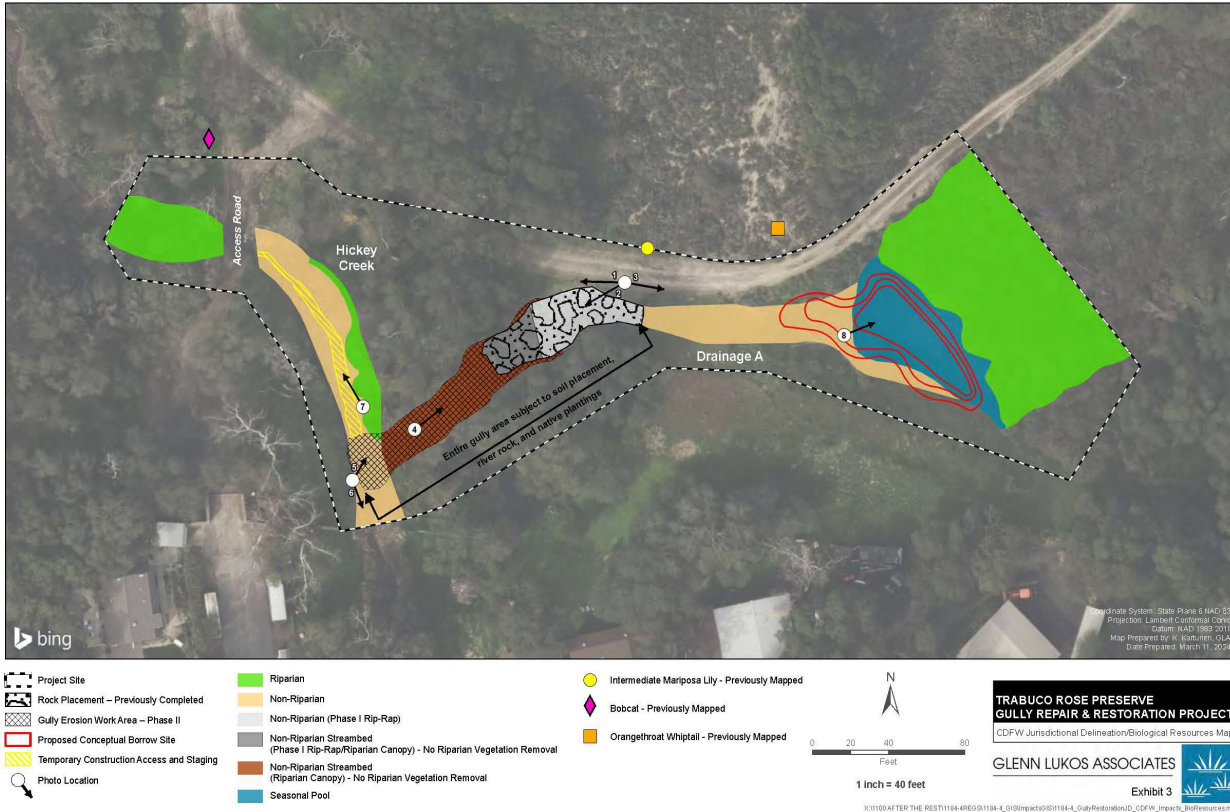 Access Road
Hickey
Creek
1
3
2
Drainage A
8
7
4
5
6
Entire gully area subject to soil placement,
river rock, and native plantings
bing
Coordinate System: State Plane 6 NAD 83
Projection: Lambert Conformal Conic
Datum: NAD 1983 2011
Map Prepared by: K. Kartunen, GLA
Date Prepared: March 11, 2024
Project Site
Rock Placement – Previously Completed
Gully Erosion Work Area – Phase II
Proposed Conceptual Borrow Site
Temporary Construction Access and Staging
Photo Location
Riparian
Non-Riparian
Non-Riparian (Phase I Rip-Rap)
Non-Riparian Streambed
(Phase I Rip-Rap/Riparian Canopy) - No Riparian Vegetation Removal
Non-Riparian Streambed
(Riparian Canopy) - No Riparian Vegetation Removal
Seasonal Pool
Intermediate Mariposa Lily - Previously Mapped
Bobcat - Previously Mapped
Orangethroat Whiptail - Previously Mapped
N
0 20 40 80
Feet
1 inch = 40 feet
TRABUCO ROSE PRESERVE
GULLY REPAIR & RESTORATION PROJECT
CDFW Jurisdictional Delineation/Biological Resources Map
GLENN LUKOS ASSOCIATES
Exhibit 3